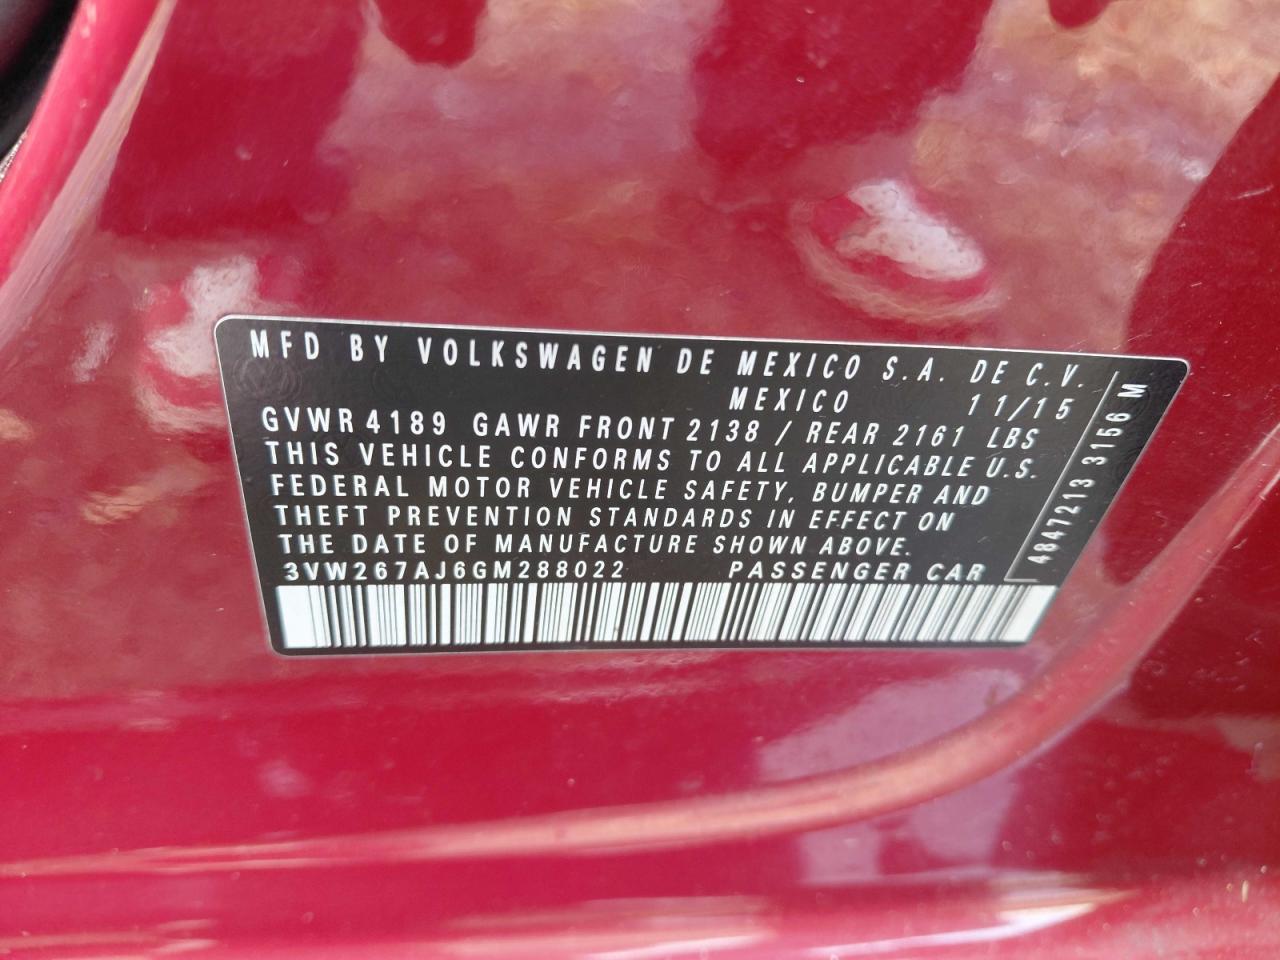 MFD BY VOLKSWAGEN DE MEXICO S.A. DE C.V.
MEXICO 11/15
GVWR 4189 GAWR FRONT 2138 / REAR 2161 LBS
THIS VEHICLE CONFORMS TO ALL APPLICABLE U.S.
FEDERAL MOTOR VEHICLE SAFETY, BUMPER AND
THEFT PREVENTION STANDARDS IN EFFECT ON
THE DATE OF MANUFACTURE SHOWN ABOVE.
3VW267AJ6GM288022 PASSENGER CAR
4847213 3156 M